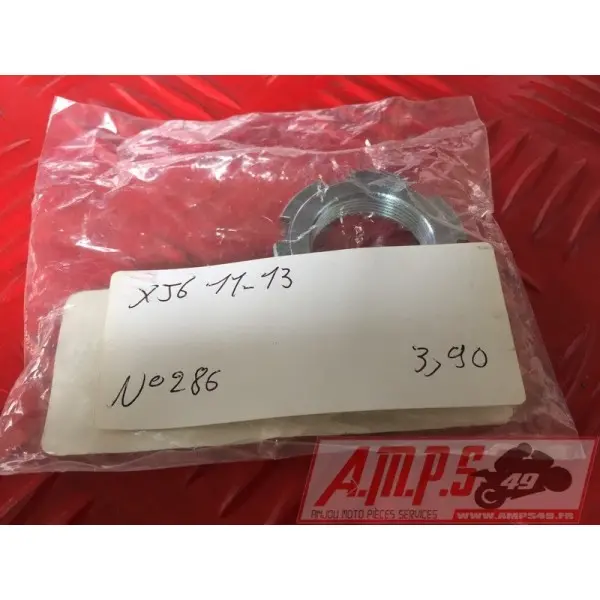 XJ6 11-13
N°286 3,90
A.M.P.S 49
ANJOU MOTO PIÈCES SERVICES
WWW.AMPS49.FR